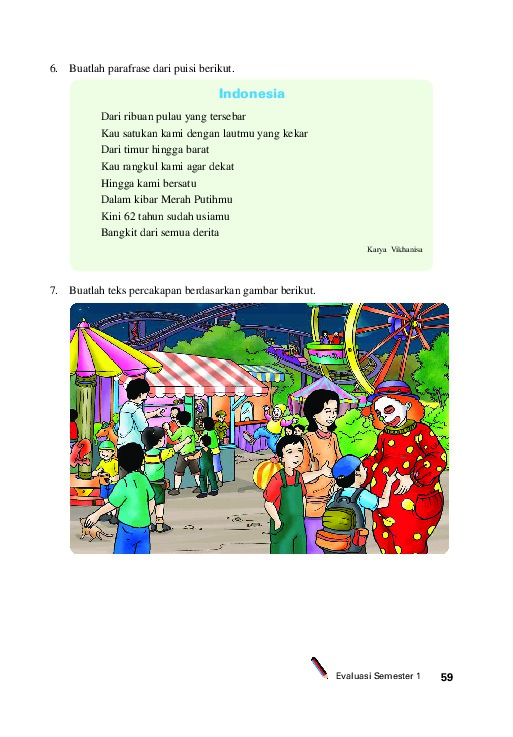 6. Buatlah parafrase dari puisi berikut.
Indonesia
Dari ribuan pulau yang tersebar
Kau satukan kami dengan lautmu yang kekar
Dari timur hingga barat
Kau rangkul kami agar dekat
Hingga kami bersatu
Dalam kibar Merah Putihmu
Kini 62 tahun sudah usiamu
Bangkit dari semua derita
Karya Vikhanisa
7. Buatlah teks percakapan berdasarkan gambar berikut.
Evaluasi Semester 1 59